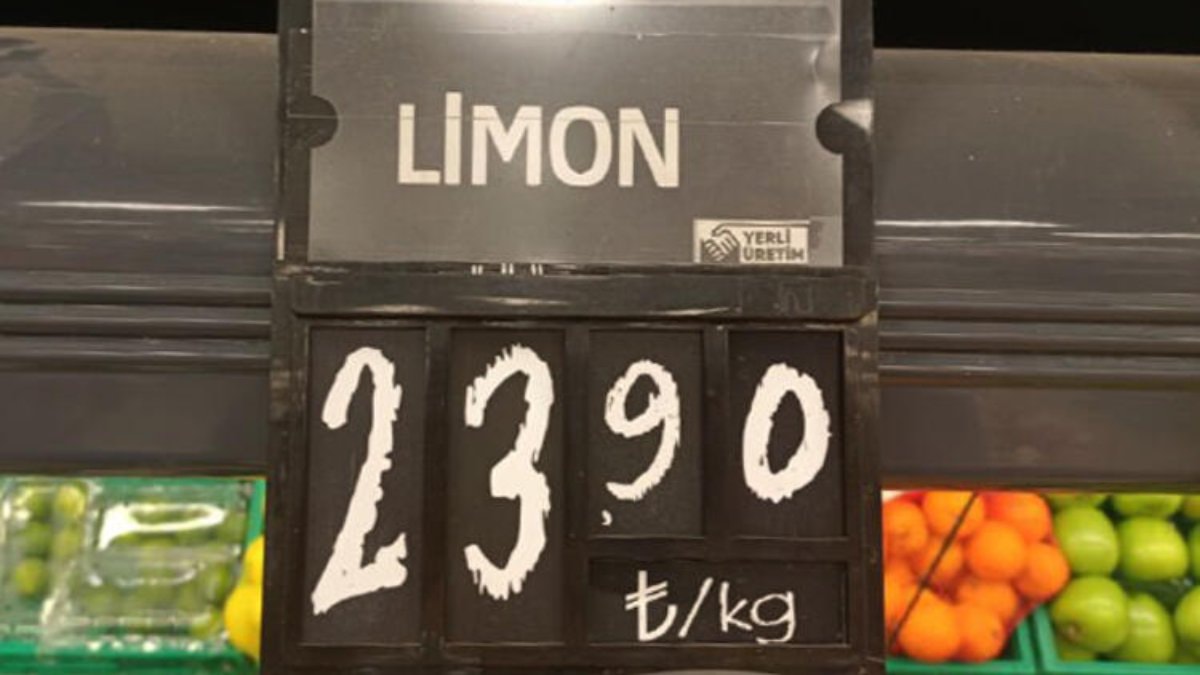 LİMON
YERLİ
ÜRETİM
23,90
₺/kg